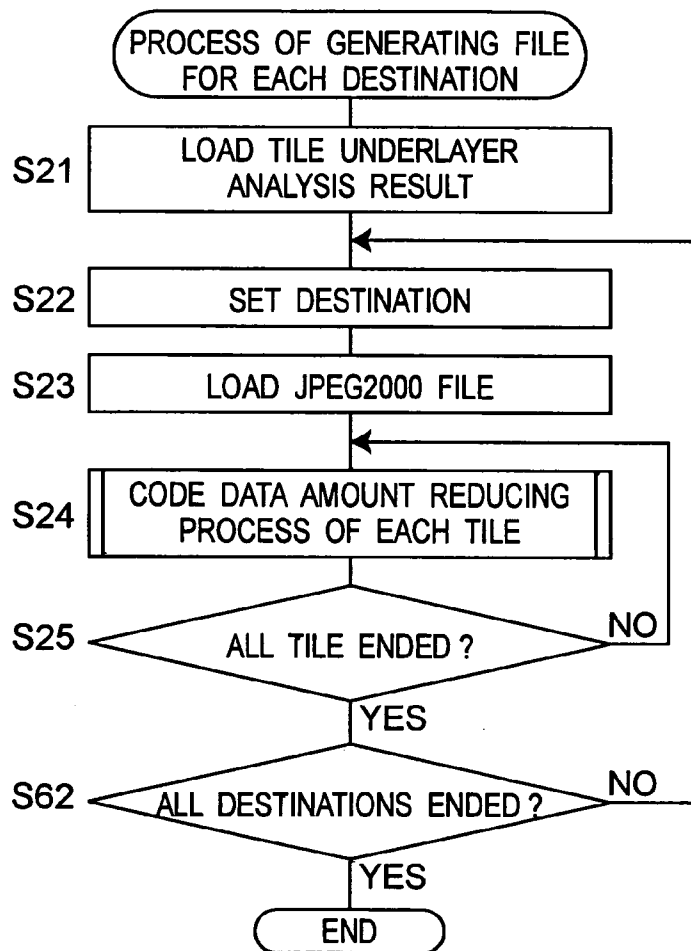 PROCESS OF GENERATING FILE
FOR EACH DESTINATION
S21
LOAD TILE UNDERLAYER
ANALYSIS RESULT
S22
SET DESTINATION
S23
LOAD JPEG2000 FILE
S24
CODE DATA AMOUNT REDUCING
PROCESS OF EACH TILE
S25
ALL TILE ENDED ?
NO
YES
S62
ALL DESTINATIONS ENDED ?
NO
YES
END